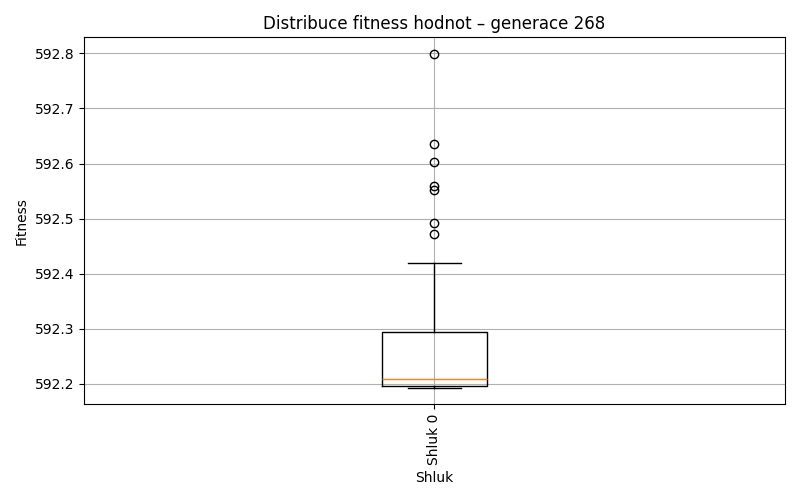 Distribuce fitness hodnot – generace 268
592.8
592.7
592.6
592.5
592.4
592.3
592.2
Fitness
Shluk 0
Shluk